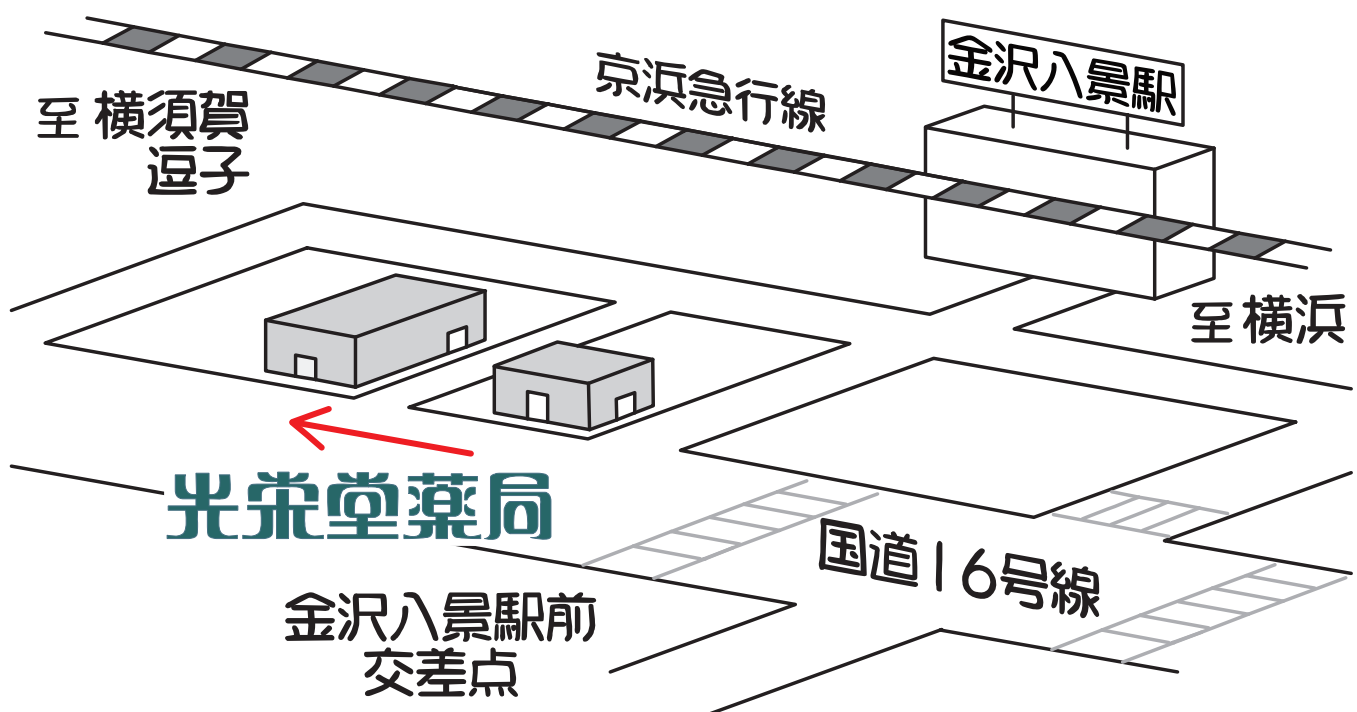 金沢八景駅
京浜急行線
至 横須賀
逗子
至 横浜
光栄堂薬局
国道16号線
金沢八景駅前
交差点